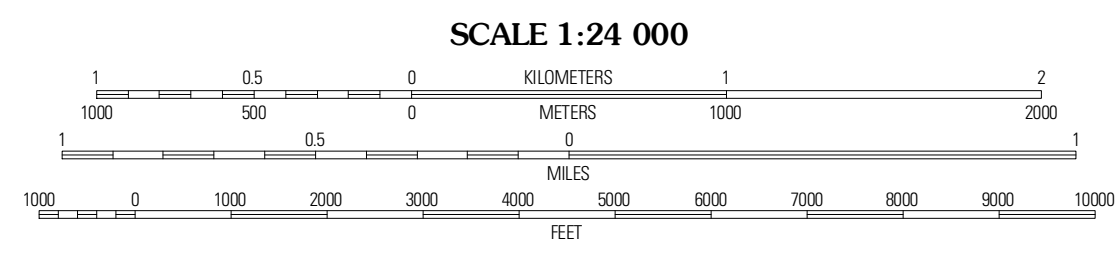 SCALE 1:24 000
1 0.5 0 KILOMETERS 1 2
1000 500 0 METERS 1000 2000
1 0.5 0 1
MILES
1000 0 1000 2000 3000 4000 5000 6000 7000 8000 9000 10000
FEET